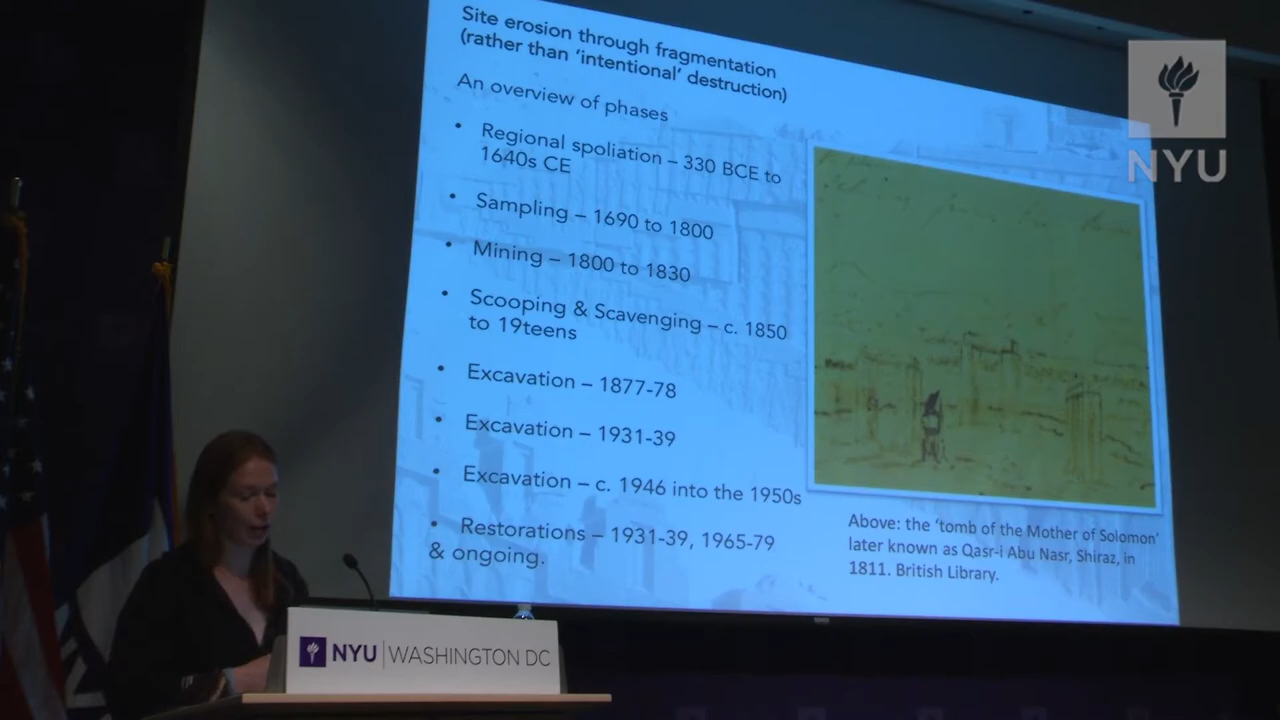 Site erosion through fragmentation
(rather than 'intentional' destruction)
An overview of phases
• Regional spoliation – 330 BCE to
1640s CE
• Sampling – 1690 to 1800
• Mining – 1800 to 1830
• Scooping & Scavenging – c. 1850
to 19teens
• Excavation – 1877-78
• Excavation – 1931-39
• Excavation – c. 1946 into the 1950s
• Restorations – 1931-39, 1965-79
& ongoing.
Above: the 'tomb of the Mother of Solomon'
later known as Qasr-i Abu Nasr, Shiraz, in
1811. British Library.
NYU
NYU | WASHINGTON DC